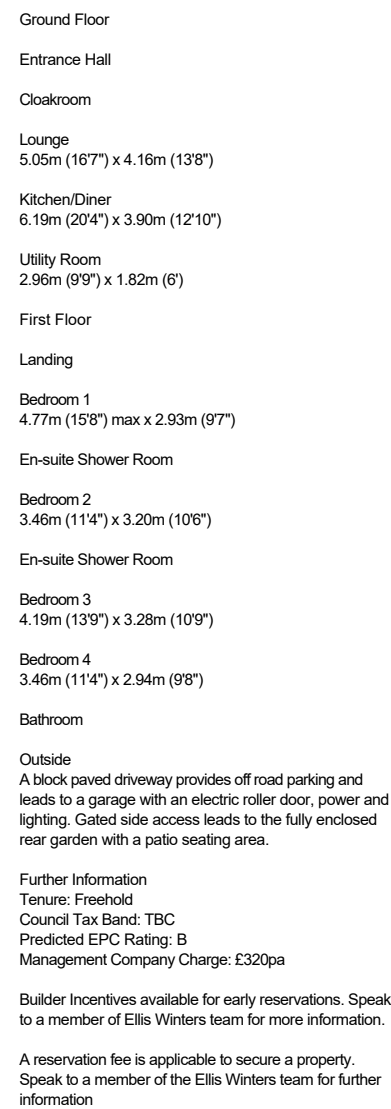 Ground Floor
Entrance Hall
Cloakroom
Lounge
5.05m (16'7") x 4.16m (13'8")
Kitchen/Diner
6.19m (20'4") x 3.90m (12'10")
Utility Room
2.96m (9'9") x 1.82m (6')
First Floor
Landing
Bedroom 1
4.77m (15'8") max x 2.93m (9'7")
En-suite Shower Room
Bedroom 2
3.46m (11'4") x 3.20m (10'6")
En-suite Shower Room
Bedroom 3
4.19m (13'9") x 3.28m (10'9")
Bedroom 4
3.46m (11'4") x 2.94m (9'8")
Bathroom
Outside
A block paved driveway provides off road parking and
leads to a garage with an electric roller door, power and
lighting. Gated side access leads to the fully enclosed
rear garden with a patio seating area.
Further Information
Tenure: Freehold
Council Tax Band: TBC
Predicted EPC Rating: B
Management Company Charge: £320pa
Builder Incentives available for early reservations. Speak
to a member of Ellis Winters team for more information.
A reservation fee is applicable to secure a property.
Speak to a member of the Ellis Winters team for further
information